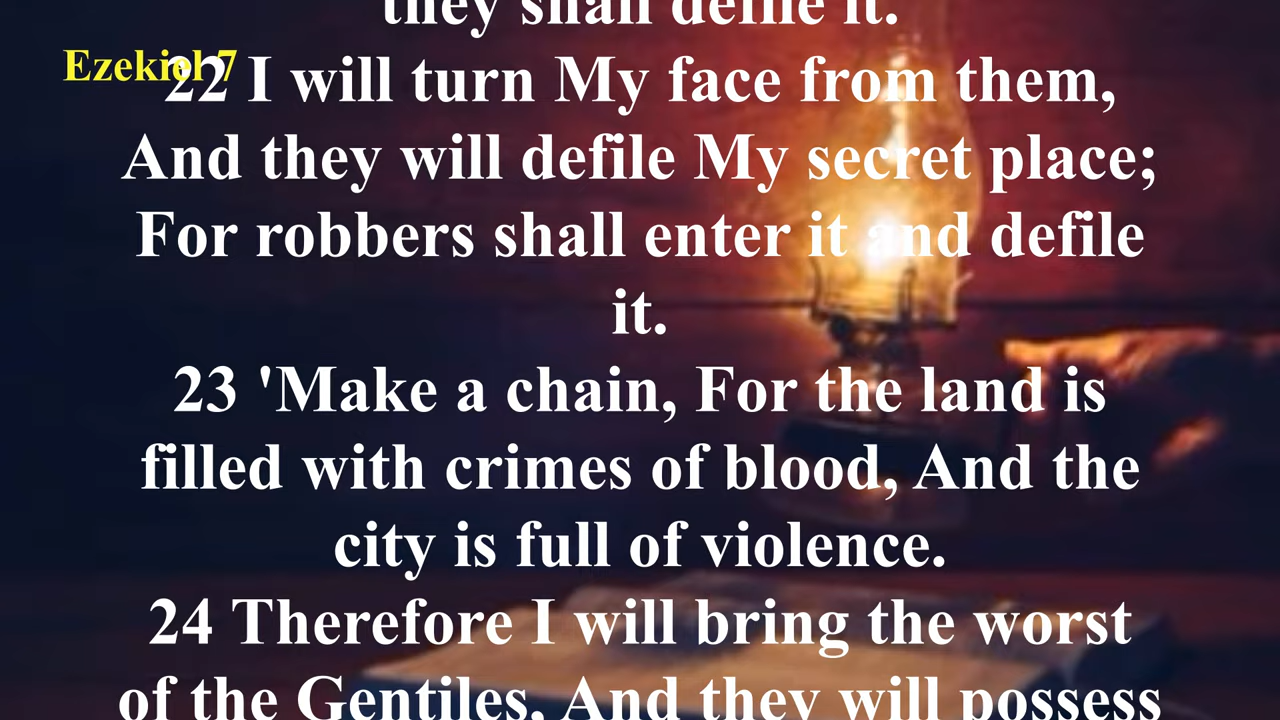 they shall defile it.
Ezekiel 7
22 I will turn My face from them,
And they will defile My secret place;
For robbers shall enter it and defile
it.
23 'Make a chain, For the land is
filled with crimes of blood, And the
city is full of violence.
24 Therefore I will bring the worst
of the Gentiles, And they will possess